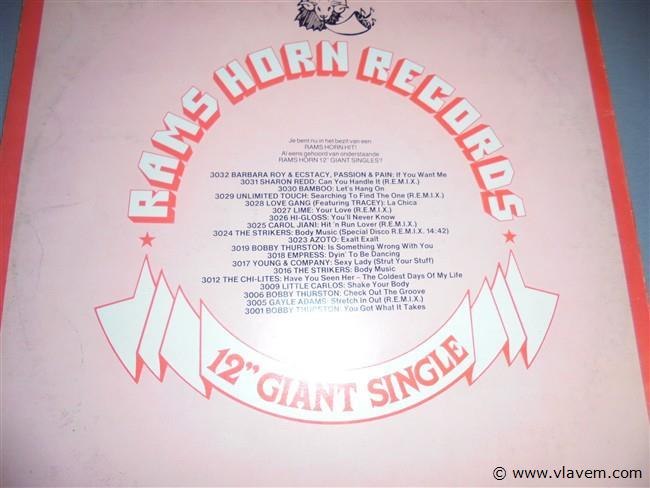 RAMS HORN RECORDS
Je bent nu in het bezit van een
RAMS HORN HIT!
Al eens gehoord van onderstaande
RAMS HORN 12" GIANT SINGLES?
3032 BARBARA ROY & ECSTACY, PASSION & PAIN: If You Want Me
3031 SHARON REDD: Can You Handle It (R.E.M.I.X.)
3030 BAMBOO: Let's Hang On
3029 UNLIMITED TOUCH: Searching To Find The One (R.E.M.I.X.)
3028 LOVE GANG (Featuring TRACEY): La Chica
3027 LIME: Your Love (R.E.M.I.X.)
3026 HI-GLOSS: You'll Never Know
3025 CAROL JIANI: Hit 'n Run Lover (R.E.M.I.X.)
3024 THE STRIKERS: Body Music (Special Disco R.E.M.I.X. 14:42)
3023 AZOTO: Exalt Exalt
3019 BOBBY THURSTON: Is Something Wrong With You
3018 EMPRESS: Dyin' To Be Dancing
3017 YOUNG & COMPANY: Sexy Lady (Strut Your Stuff)
3016 THE STRIKERS: Body Music
3012 THE CHI-LITES: Have You Seen Her – The Coldest Days Of My Life
3009 LITTLE CARLOS: Shake Your Body
3006 BOBBY THURSTON: Check Out The Groove
3005 GAYLE ADAMS: Stretch in Out (R.E.M.I.X.)
3001 BOBBY THURSTON: You Got What It Takes
12" GIANT SINGLE
© www.vlavem.com